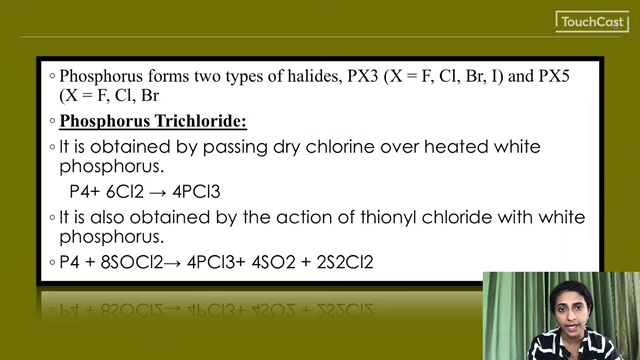 TouchCast
◦ Phosphorus forms two types of halides, PX3 (X = F, Cl, Br, I) and PX5
(X = F, Cl, Br
◦ Phosphorus Trichloride:
◦ It is obtained by passing dry chlorine over heated white
phosphorus.
P4+ 6Cl2 → 4PCl3
◦ It is also obtained by the action of thionyl chloride with white
phosphorus.
◦ P4 + 8SOCl2→ 4PCl3+ 4SO2 + 2S2Cl2